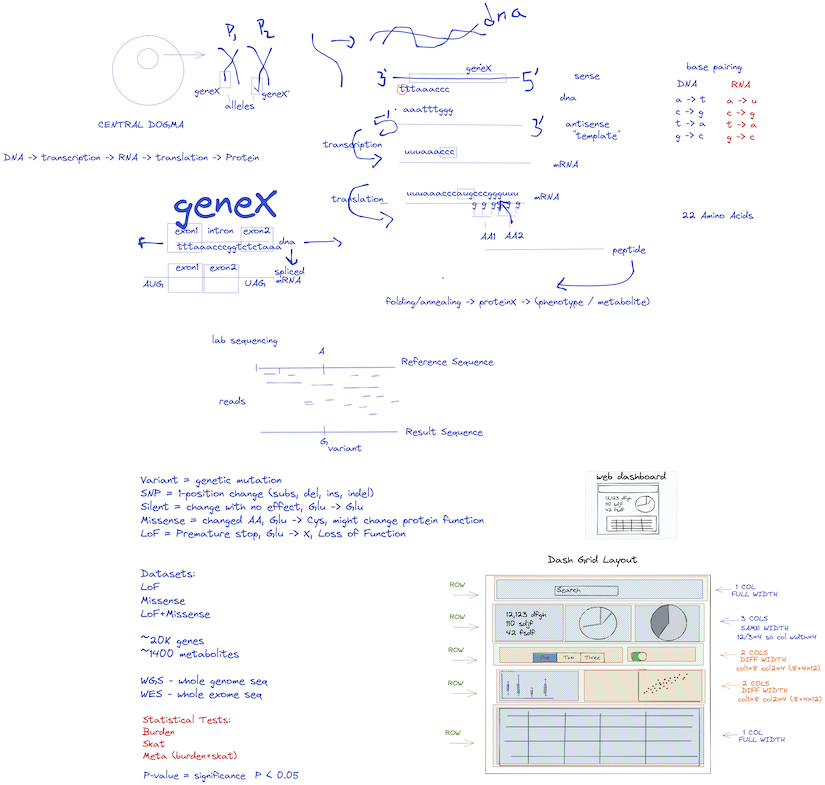 P1 P2
dna
geneX geneX'
alleles
CENTRAL DOGMA
DNA -> transcription -> RNA -> translation -> Protein
geneX
3' 5'
sense
tttaaaccc
dna
aaatttggg
5' 3'
antisense
"template"
transcription
uuuaaaccc
mRNA
translation
uuuaaacccaugcccggguuu
mRNA
g g g g g
AA1 AA2
peptide
folding/annealing -> proteinX -> (phenotype / metabolite)
base pairing
DNA RNA
a -> t a -> u
c -> g c -> g
t -> a t -> a
g -> c g -> c
22 Amino Acids
geneX
exon1 intron exon2
tttaaacccggtctctaaa
dna
exon1 exon2
spliced
mRNA
AUG UAG
lab sequencing
A
Reference Sequence
reads
Result Sequence
G
variant
Variant = genetic mutation
SNP = 1-position change (subs, del, ins, indel)
Silent = change with no effect, Glu -> Glu
Missense = changed AA, Glu -> Cys, might change protein function
LoF = Premature stop, Glu -> X, Loss of Function
Datasets:
LoF
Missense
LoF+Missense
~20K genes
~1400 metabolites
WGS - whole genome seq
WES - whole exome seq
Statistical Tests:
Burden
Skat
Meta (burden+skat)
P-value = significance P < 0.05
web dashboard
12,123 dfgh
110 sdjf
42 fsdf
Dash Grid Layout
ROW
Search
1 COL
FULL WIDTH
ROW
12,123 dfgh
110 sdjf
42 fsdf
3 COLS
SAME WIDTH
12/3=4 so col width=4
ROW
One Two Three
2 COLS
DIFF WIDTH
col1=8 col2=4 (8+4=12)
ROW
2 COLS
DIFF WIDTH
col1=8 col2=4 (8+4=12)
ROW
1 COL
FULL WIDTH